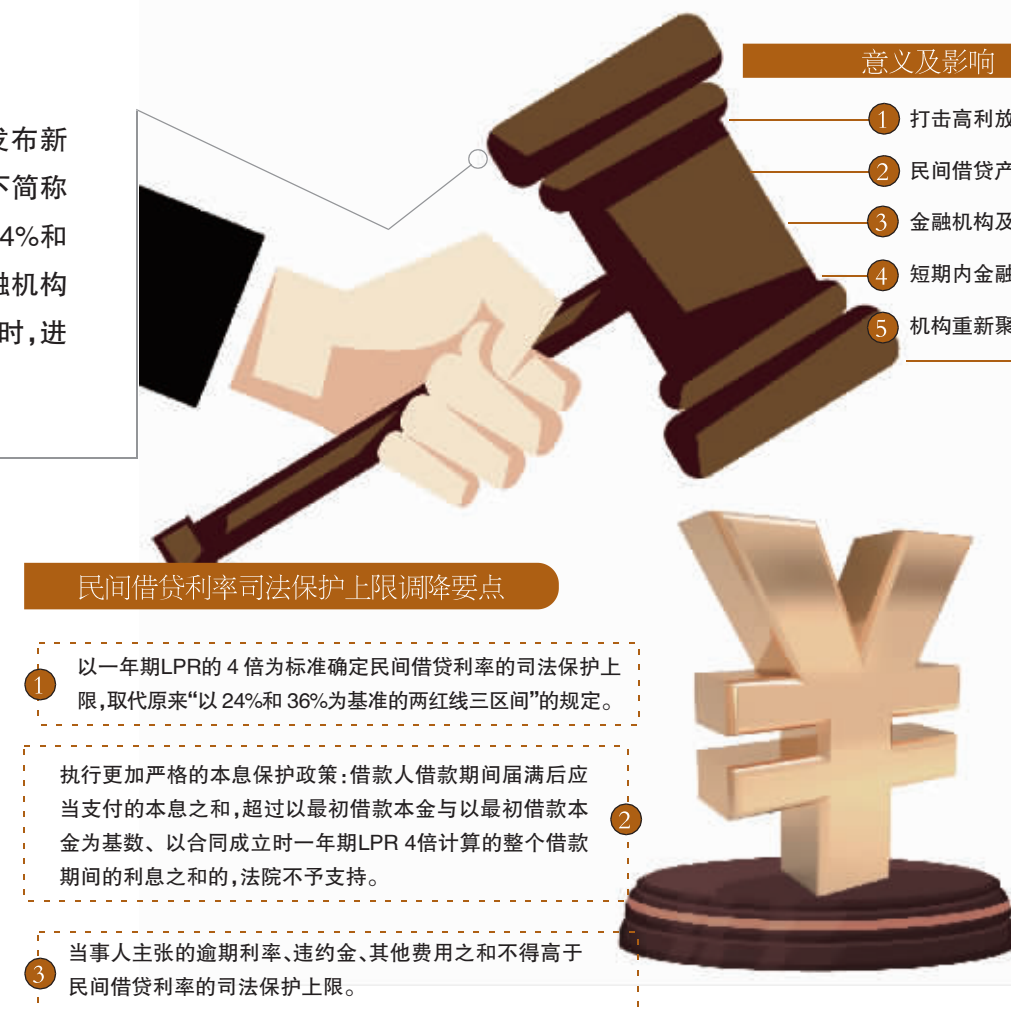 发布新
下简称
4%和
融机构
时,进
意义及影响
1 打击高利放
2 民间借贷产
3 金融机构及
4 短期内金融
5 机构重新聚
民间借贷利率司法保护上限调降要点
1
以一年期LPR的 4 倍为标准确定民间借贷利率的司法保护上
限,取代原来“以 24%和 36%为基准的两红线三区间”的规定。
执行更加严格的本息保护政策:借款人借款期间届满后应
当支付的本息之和,超过以最初借款本金与以最初借款本
金为基数、以合同成立时一年期LPR 4倍计算的整个借款
期间的利息之和的,法院不予支持。
2
3
当事人主张的逾期利率、违约金、其他费用之和不得高于
民间借贷利率的司法保护上限。